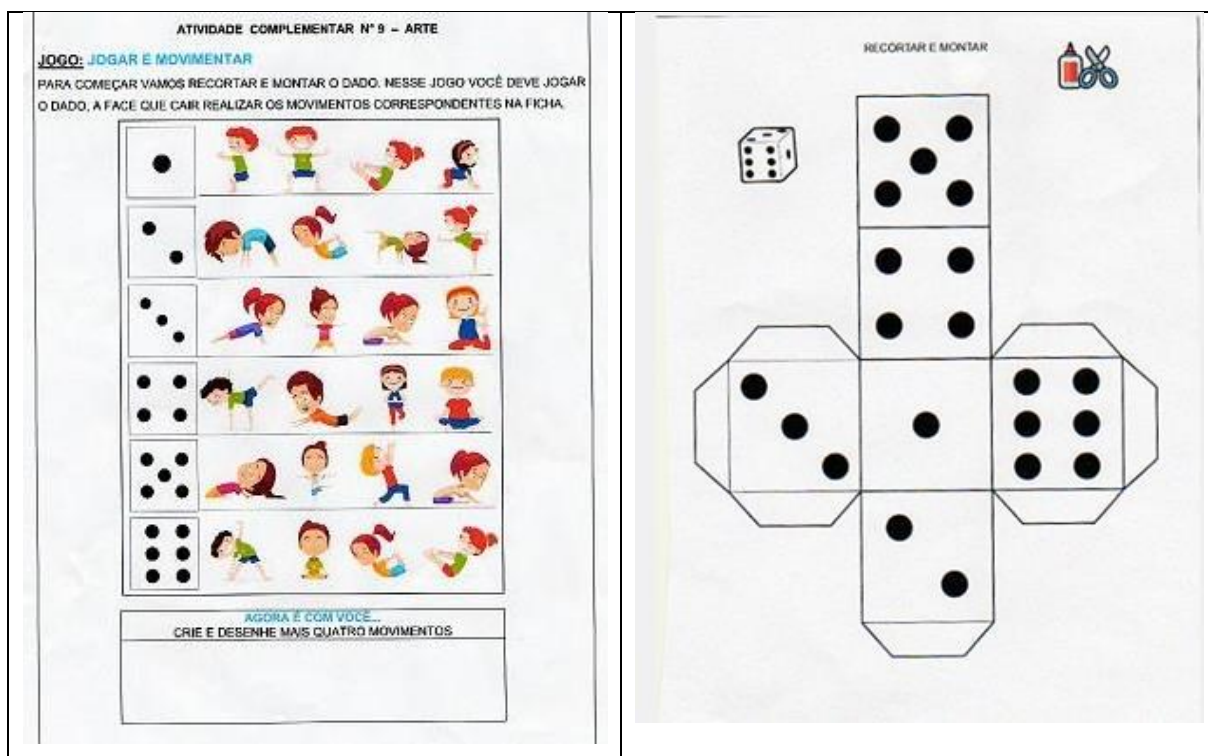 ATIVIDADE COMPLEMENTAR N° 9 – ARTE
JOGO: JOGAR E MOVIMENTAR
PARA COMEÇAR VAMOS RECORTAR E MONTAR O DADO. NESSE JOGO VOCÊ DEVE JOGAR
O DADO, A FACE QUE CAIR REALIZAR OS MOVIMENTOS CORRESPONDENTES NA FICHA.
AGORA É COM VOCÊ...
CRIE E DESENHE MAIS QUATRO MOVIMENTOS
RECORTAR E MONTAR